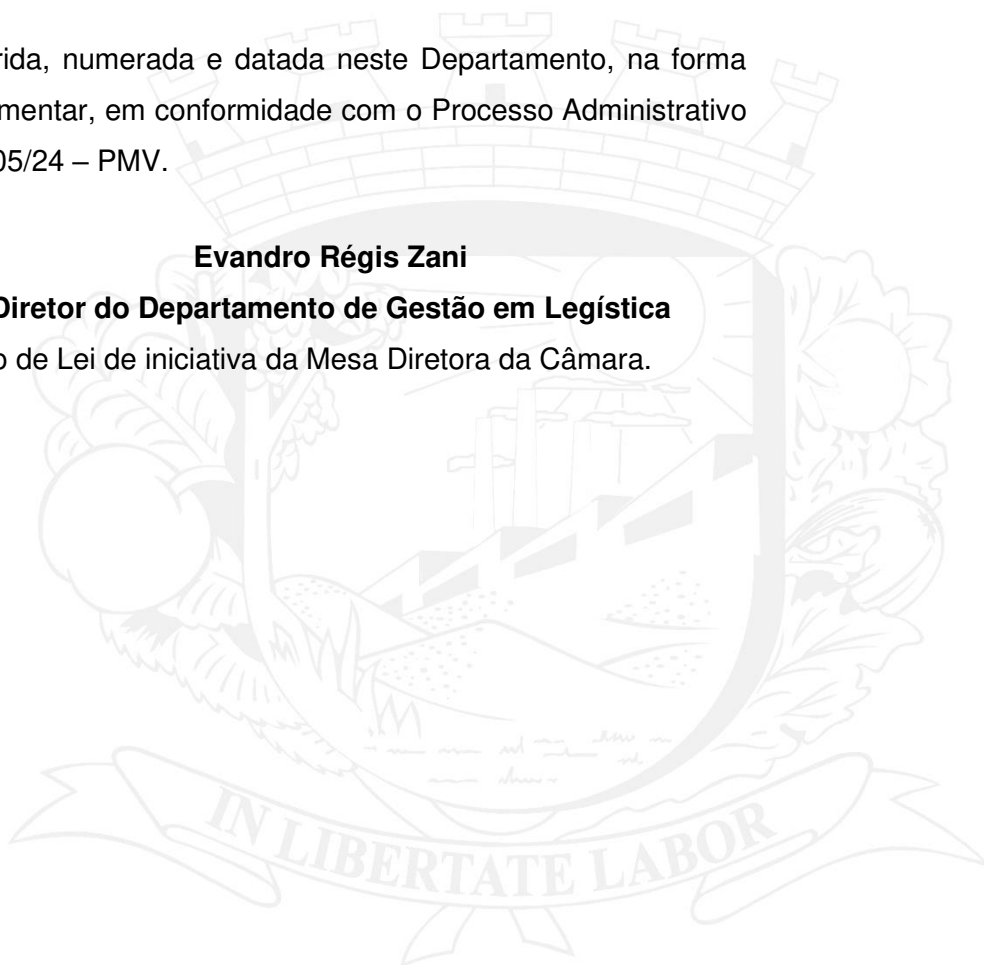 rida, numerada e datada neste Departamento, na forma
mentar, em conformidade com o Processo Administrativo
05/24 – PMV.
Evandro Régis Zani
Diretor do Departamento de Gestão em Legística
o de Lei de iniciativa da Mesa Diretora da Câmara.
IN LIBERTATE LABOR